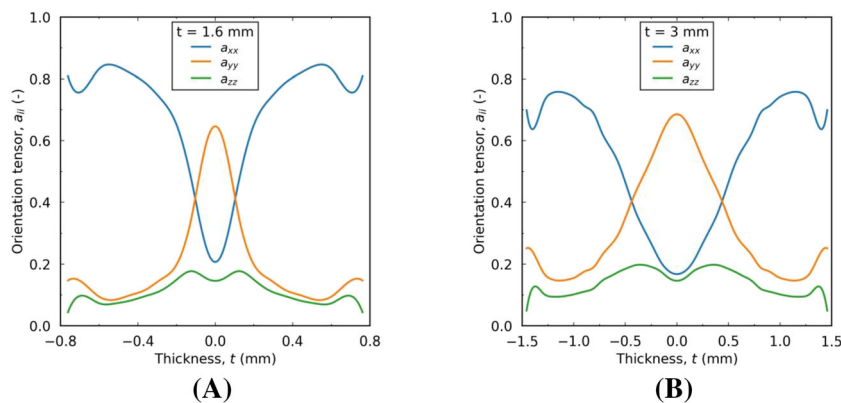 t = 1.6 mm
a_xx
a_yy
a_zz
Orientation tensor, a_ij (-)
1.0
0.8
0.6
0.4
0.2
0.0
−0.8
−0.4
0.0
0.4
0.8
Thickness, t (mm)
(A)
t = 3 mm
a_xx
a_yy
a_zz
Orientation tensor, a_ij (-)
1.0
0.8
0.6
0.4
0.2
0.0
−1.5
−1.0
−0.5
0.0
0.5
1.0
1.5
Thickness, t (mm)
(B)